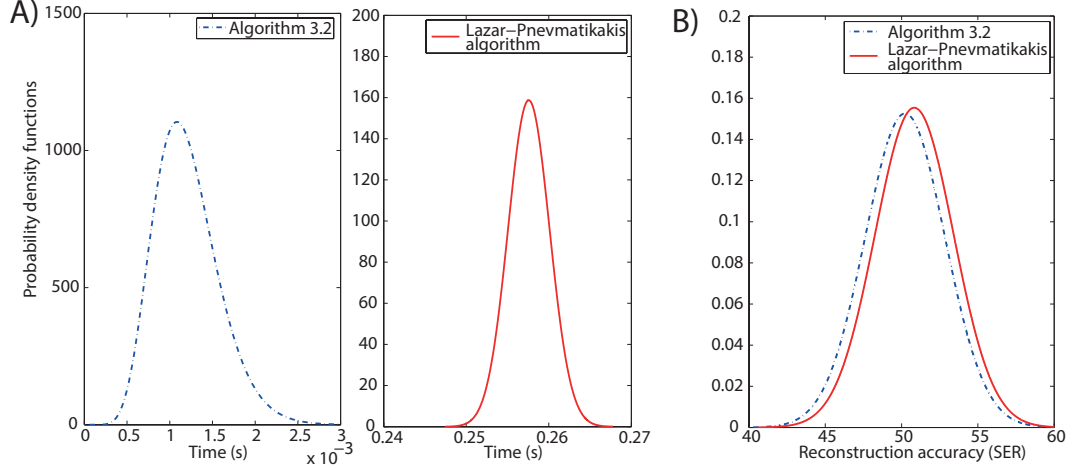 A)
Probability density functions
1500
1000
500
0
Algorithm 3.2
0 0.5 1 1.5 2 2.5 3
Time (s)
x 10⁻³
200
180
160
140
120
100
80
60
40
20
0
Lazar−Pnevmatikakis
algorithm
0.24 0.25 0.26 0.27
Time (s)
B)
0.2
0.18
0.16
0.14
0.12
0.1
0.08
0.06
0.04
0.02
0
Algorithm 3.2
Lazar−Pnevmatikakis
algorithm
40 45 50 55 60
Reconstruction accuracy (SER)